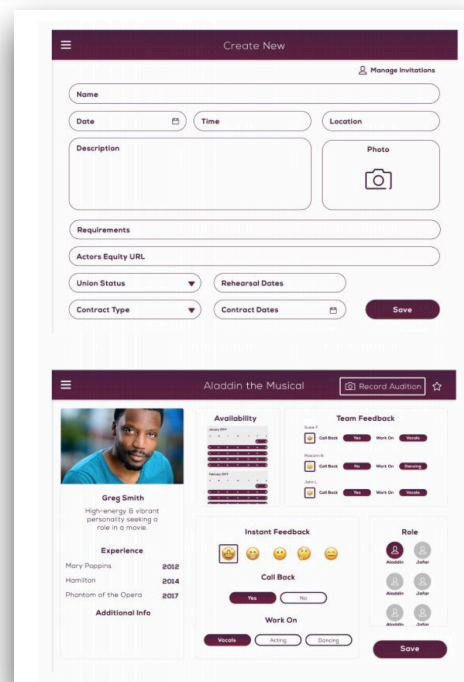 Create New
Manage Invitations
Name
Date
Time
Location
Description
Photo
Requirements
Actors Equity URL
Union Status
Rehearsal Dates
Contract Type
Contract Dates
Save
Aladdin the Musical
Record Audition
Greg Smith
High-energy & vibrant
personality seeking a
role in a movie.
Experience
Mary Poppins 2012
Hamilton 2014
Phantom of the Opera 2017
Additional Info
Availability
Team Feedback
Call Back Yes Work On Vocals
Call Back No Work On Dancing
John L.
Call Back Yes Work On Vocals
Instant Feedback
Call Back
Yes No
Work On
Vocals Acting Dancing
Role
Aladdin Jafar
Aladdin Jafar
Aladdin Jafar
Save